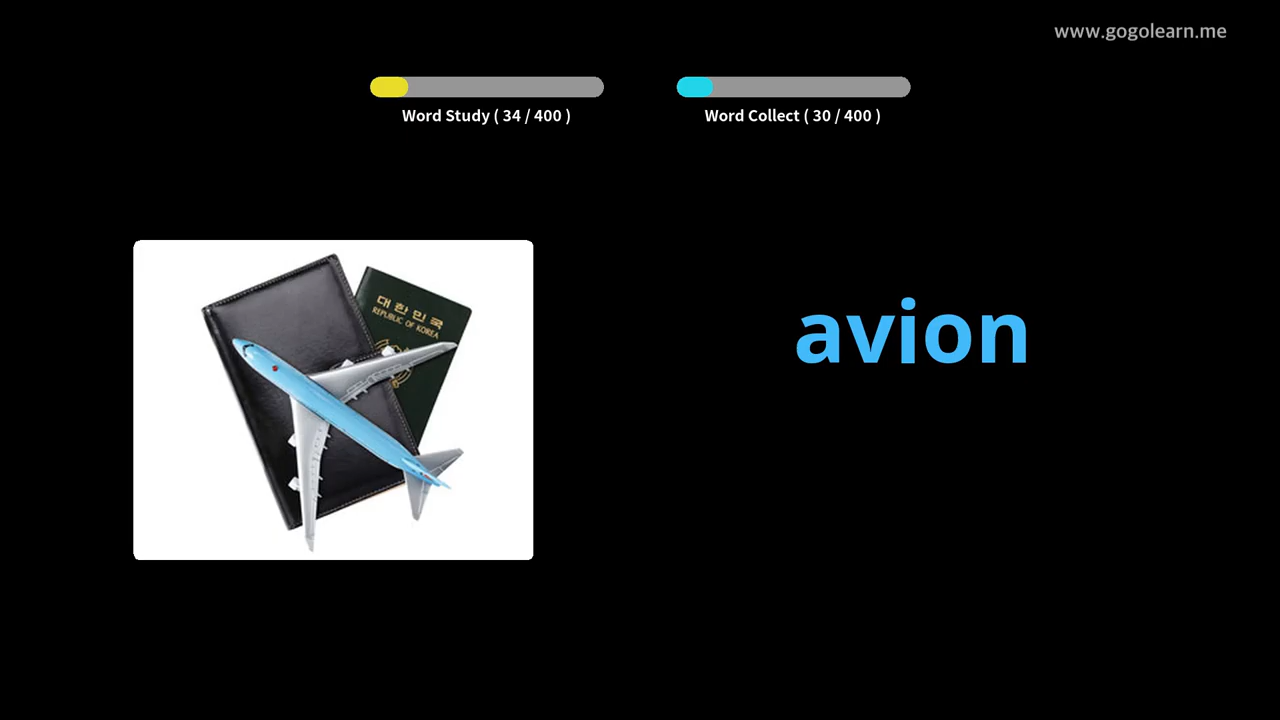 www.gogolearn.me
Word Study ( 34 / 400 )
Word Collect ( 30 / 400 )
대한민국
REPUBLIC OF KOREA
avion